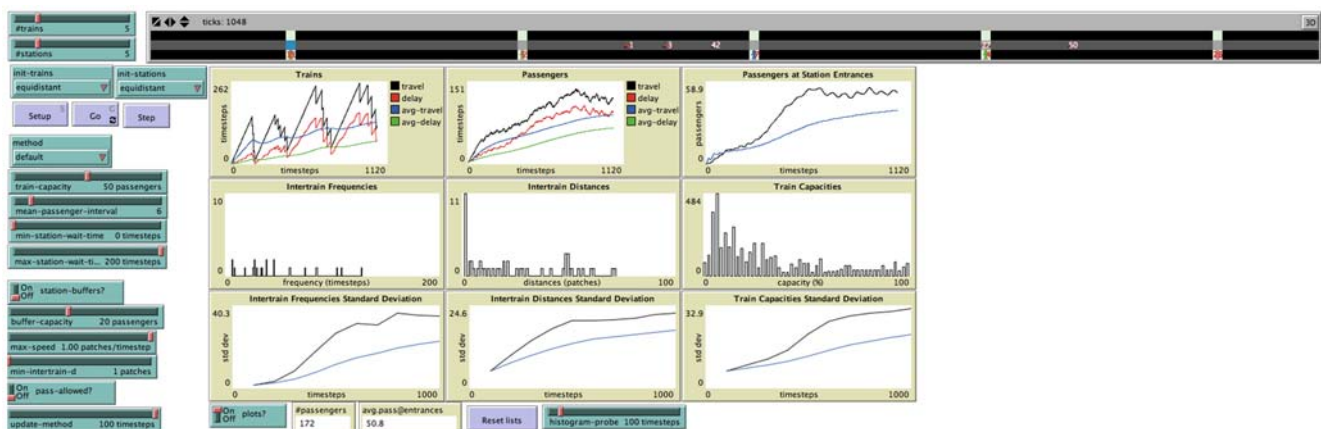 #trains 5
#stations 5
ticks: 1048
3D
1 3 42 50
init-trains
equidistant
init-stations
equidistant
Setup
Go
Step
method
default
train-capacity 50 passengers
mean-passenger-interval 6
min-station-wait-time 0 timesteps
max-station-wait-ti... 200 timesteps
On
Off
station-buffers?
buffer-capacity 20 passengers
max-speed 1.00 patches/timestep
min-intertrain-d 1 patches
On
Off
pass-allowed?
update-method 100 timesteps
Trains
262
timesteps
0
0 timesteps 1120
travel
delay
avg-travel
avg-delay
Passengers
151
timesteps
0
0 timesteps 1120
travel
delay
avg-travel
avg-delay
Passengers at Station Entrances
58.9
passengers
0
0 timesteps 1120
Intertrain Frequencies
10
0
0 frequency (timesteps) 200
Intertrain Distances
11
0
0 distances (patches) 100
Train Capacities
484
0
0 capacity (%) 100
Intertrain Frequencies Standard Deviation
40.3
std dev
0
0 timesteps 1000
Intertrain Distances Standard Deviation
24.6
std dev
0
0 timesteps 1000
Train Capacities Standard Deviation
32.9
std dev
0
0 timesteps 1000
On
Off
plots?
#passengers
172
avg.pass@entrances
50.8
Reset lists
histogram-probe 100 timesteps